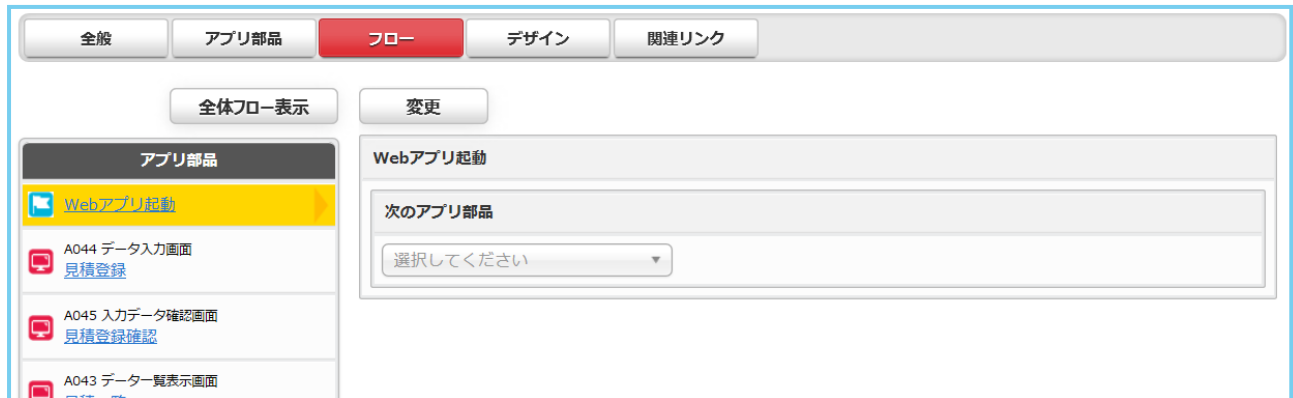 全般
アプリ部品
フロー
デザイン
関連リンク
全体フロー表示
変更
アプリ部品
Webアプリ起動
A044 データ入力画面
見積登録
A045 入力データ確認画面
見積登録確認
A043 データ一覧表示画面
Webアプリ起動
次のアプリ部品
選択してください